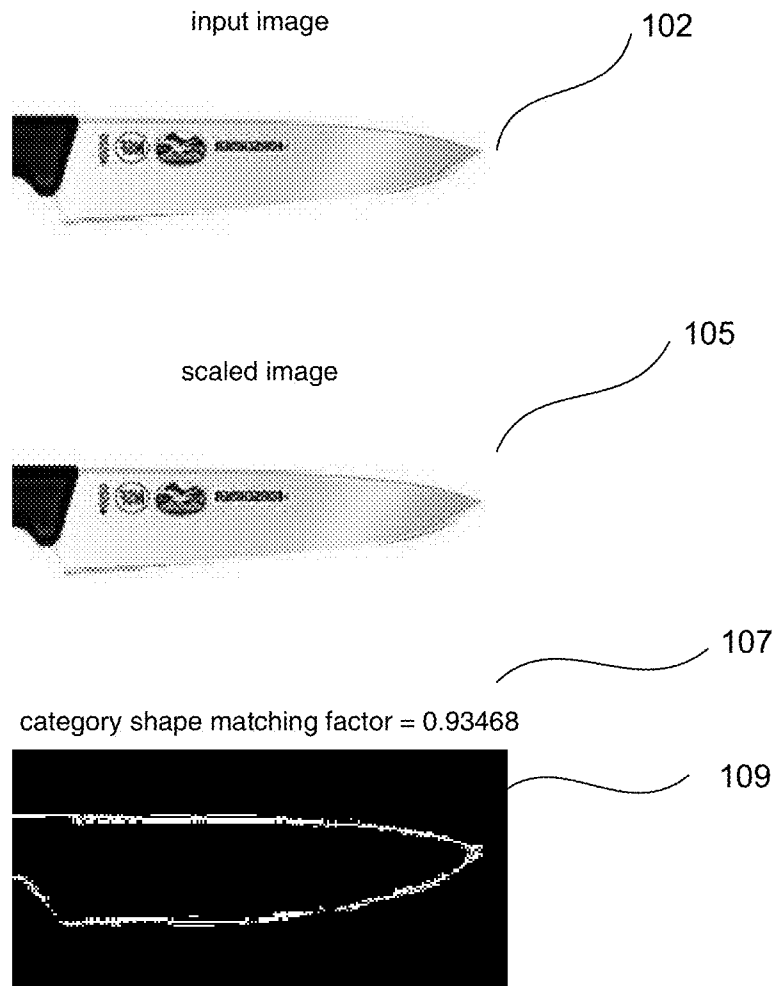 input image
102
105
scaled image
107
category shape matching factor = 0.93468
109